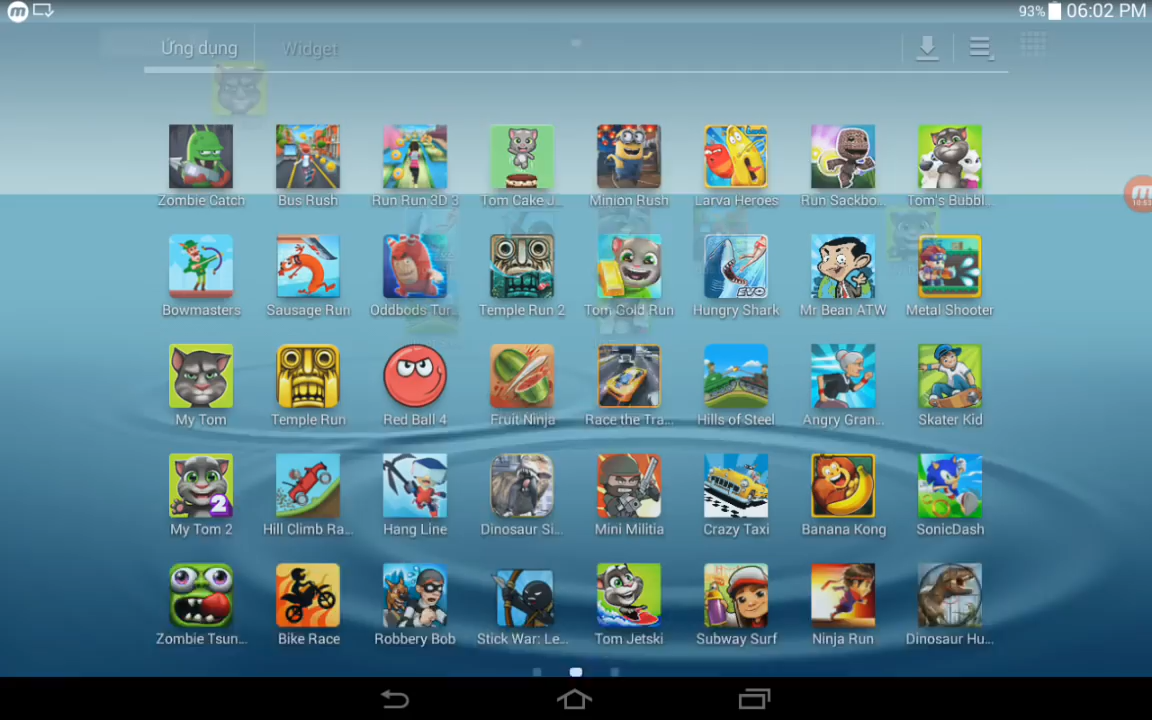 93% 06:02 PM
Ứng dụng Widget
10:53
Zombie Catch Bus Rush Run Run 3D 3 Tom Cake J... Minion Rush Larva Heroes Run Sackbo... Tom's Bubbl...
EVO
Bowmasters Sausage Run Oddbods Tur... Temple Run 2 Tom Gold Run Hungry Shark Mr Bean ATW Metal Shooter
My Tom Temple Run Red Ball 4 Fruit Ninja Race the Tra... Hills of Steel Angry Gran... Skater Kid
2
My Tom 2 Hill Climb Ra... Hang Line Dinosaur Si... Mini Militia Crazy Taxi Banana Kong SonicDash
Zombie Tsun... Bike Race Robbery Bob Stick War: Le... Tom Jetski Subway Surf Ninja Run Dinosaur Hu...